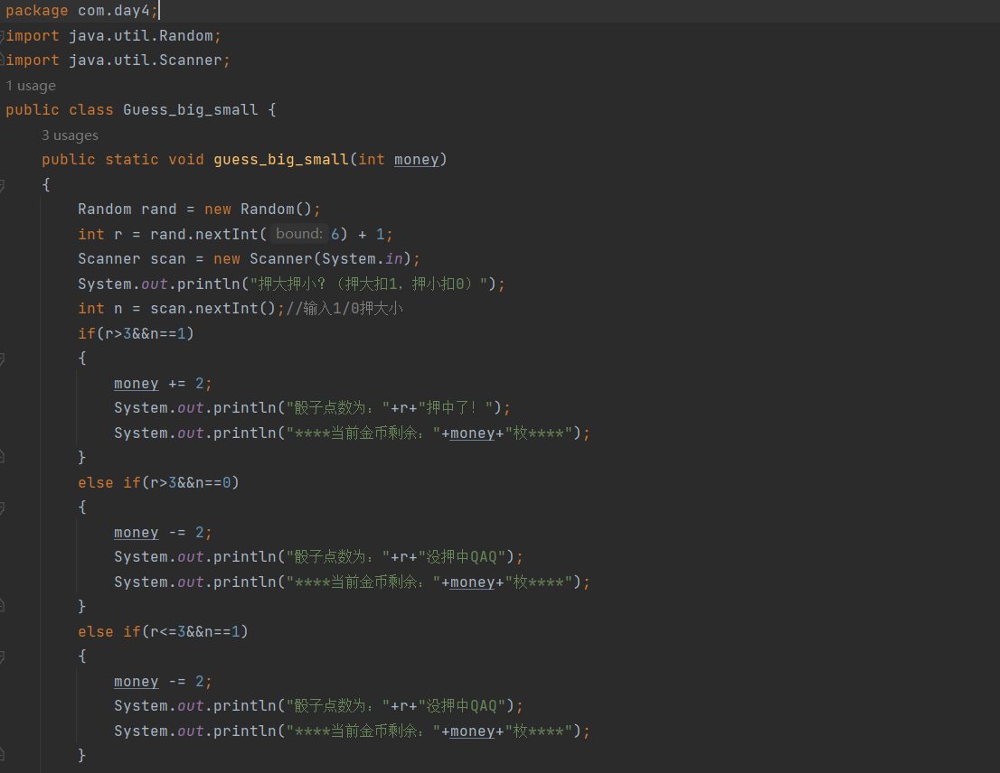 package com.day4;
import java.util.Random;
import java.util.Scanner;
1 usage
public class Guess_big_small {
3 usages
public static void guess_big_small(int money)
{
Random rand = new Random();
int r = rand.nextInt( bound: 6) + 1;
Scanner scan = new Scanner(System.in);
System.out.println("押大押小?(押大扣1,押小扣0)");
int n = scan.nextInt();//输入1/0押大小
if(r>3&&n==1)
{
money += 2;
System.out.println("骰子点数为:"+r+"押中了!");
System.out.println("****当前金币剩余:"+money+"枚****");
}
else if(r>3&&n==0)
{
money -= 2;
System.out.println("骰子点数为:"+r+"没押中QAQ");
System.out.println("****当前金币剩余:"+money+"枚****");
}
else if(r<=3&&n==1)
{
money -= 2;
System.out.println("骰子点数为:"+r+"没押中QAQ");
System.out.println("****当前金币剩余:"+money+"枚****");
}